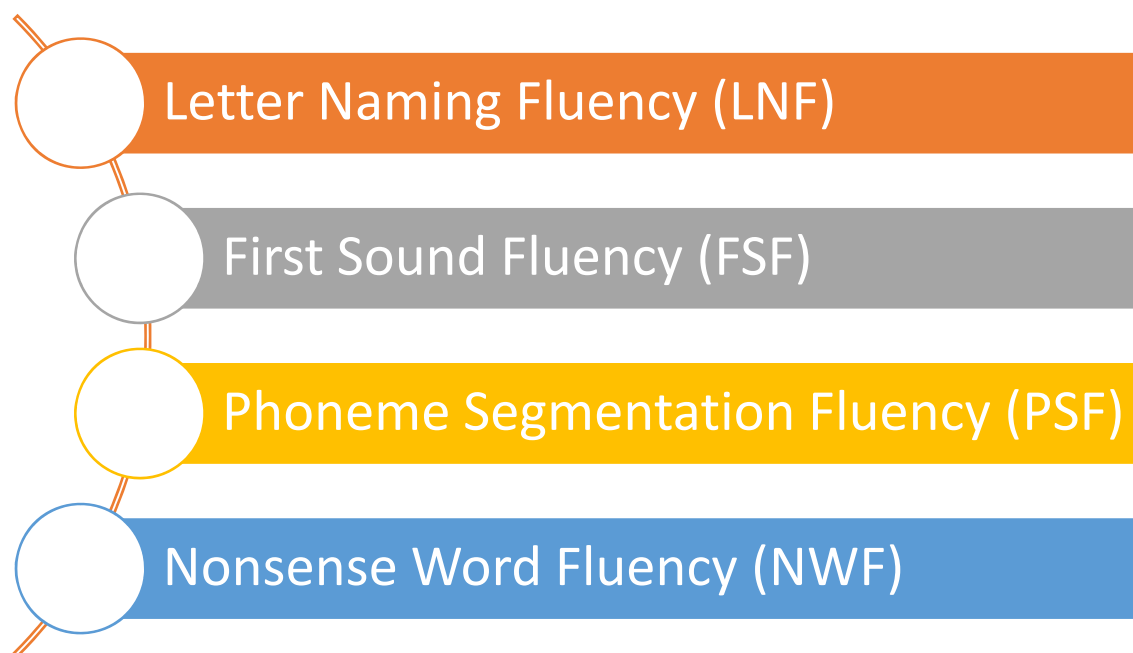 Letter Naming Fluency (LNF)
First Sound Fluency (FSF)
Phoneme Segmentation Fluency (PSF)
Nonsense Word Fluency (NWF)